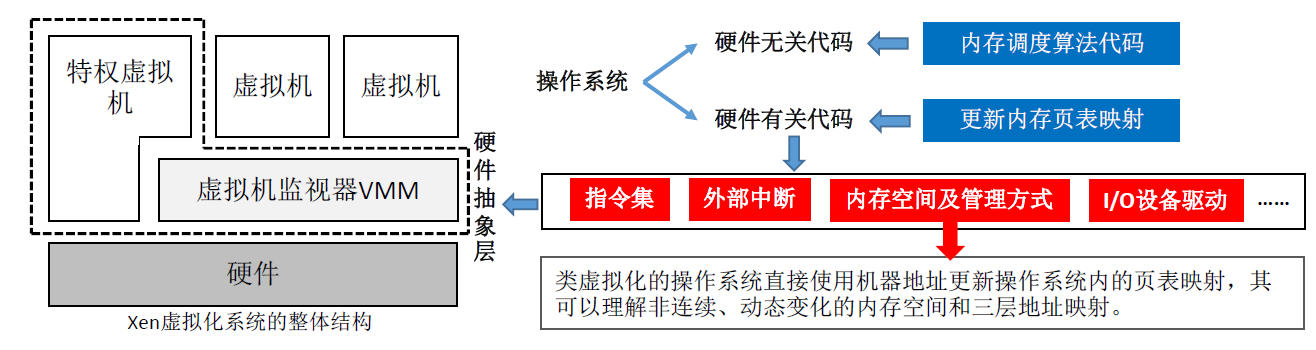 特权虚拟
机
虚拟机
虚拟机
虚拟机监视器VMM
硬件抽象层
硬件
Xen虚拟化系统的整体结构
操作系统
硬件无关代码
内存调度算法代码
硬件有关代码
更新内存页表映射
指令集
外部中断
内存空间及管理方式
I/O设备驱动
……
类虚拟化的操作系统直接使用机器地址更新操作系统内的页表映射，其
可以理解非连续、动态变化的内存空间和三层地址映射。